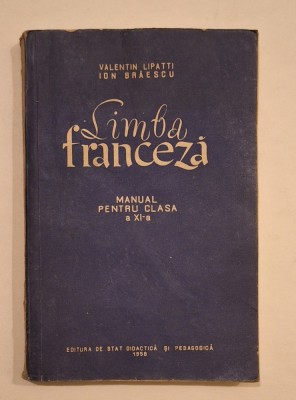 VALENTIN LIPATTI
ION BRĂESCU
Limba
franceză
MANUAL
PENTRU CLASA
a XI-a
EDITURA DE STAT DIDACTICĂ ȘI PEDAGOGICĂ
1958